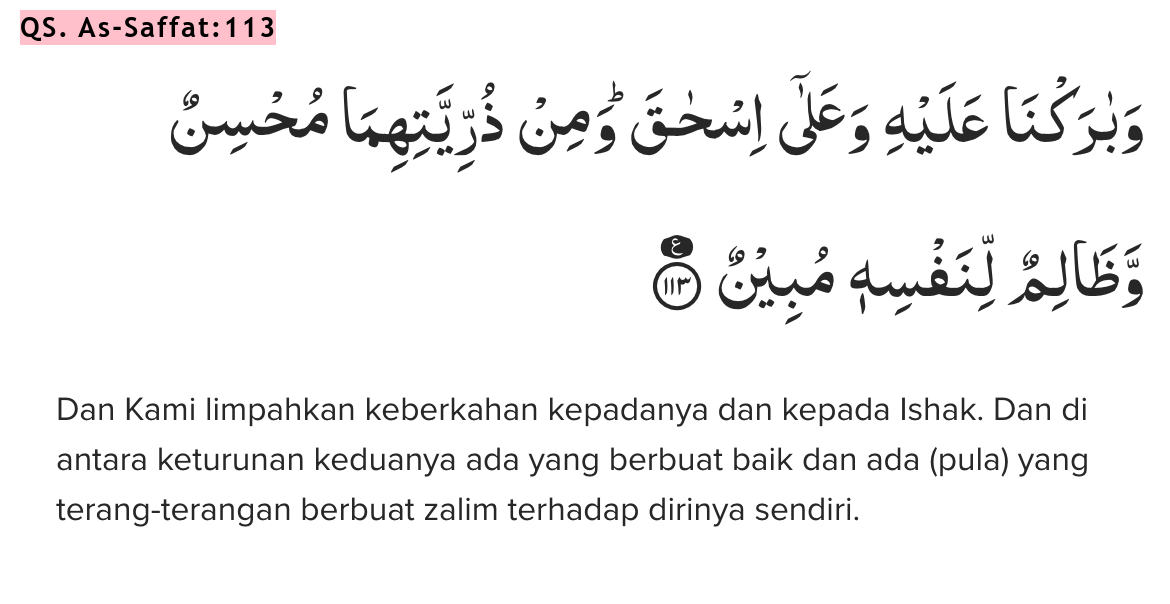 QS. As-Saffat:113
وَبٰرَكْنَا عَلَيْهِ وَعَلٰٓى اِسْحٰقَۗ وَمِنْ ذُرِّيَّتِهِمَا مُحْسِنٌ
وَّظَالِمٌ لِّنَفْسِهٖ مُبِيْنٌ ࣖ ١١٣
Dan Kami limpahkan keberkahan kepadanya dan kepada Ishak. Dan di
antara keturunan keduanya ada yang berbuat baik dan ada (pula) yang
terang-terangan berbuat zalim terhadap dirinya sendiri.